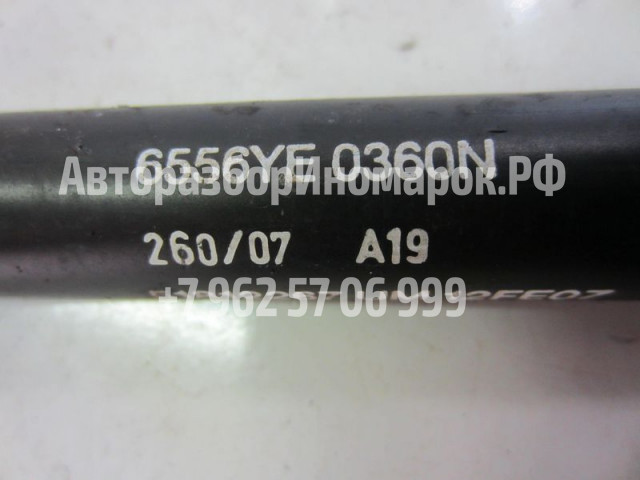 6556YE 0360N
Авторазбориномарок.РФ
260/07 A19
+7 962 57 06 999